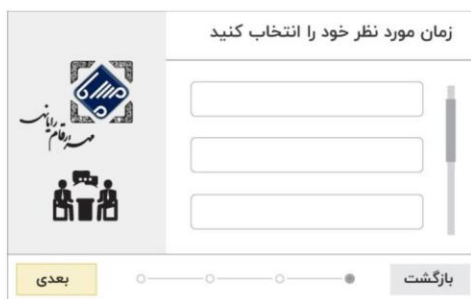 زمان مورد نظر خود را انتخاب کنید
مهر ارقام رایانه
بازگشت
بعدی